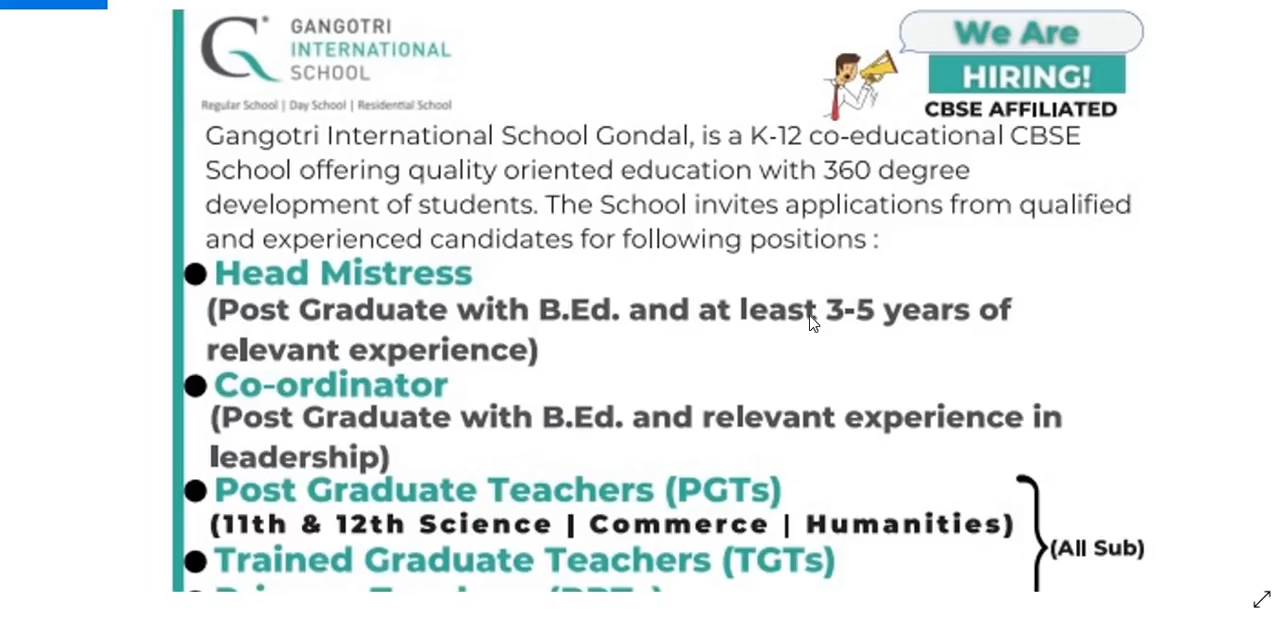 GANGOTRI
INTERNATIONAL
SCHOOL
Regular School | Day School | Residential School
We Are
HIRING!
CBSE AFFILIATED
Gangotri International School Gondal, is a K-12 co-educational CBSE
School offering quality oriented education with 360 degree
development of students. The School invites applications from qualified
and experienced candidates for following positions :
Head Mistress
(Post Graduate with B.Ed. and at least 3-5 years of
relevant experience)
Co-ordinator
(Post Graduate with B.Ed. and relevant experience in
leadership)
Post Graduate Teachers (PGTs)
(11th & 12th Science | Commerce | Humanities)
(All Sub)
Trained Graduate Teachers (TGTs)